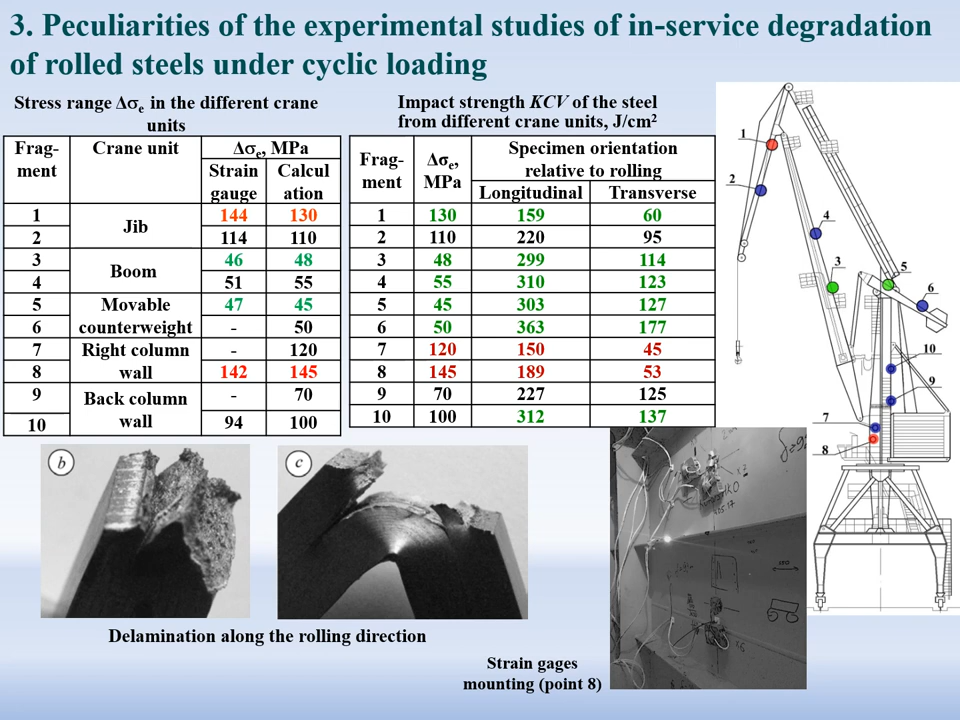 3. Peculiarities of the experimental studies of in-service degradation
of rolled steels under cyclic loading
Stress range Δσe in the different crane
units
Frag-
ment
Crane unit
Δσe, MPa
Strain
gauge
Calcul
ation
1 Jib 144 130
2 114 110
3 Boom 46 48
4 51 55
5 Movable 47 45
6 counterweight - 50
7 Right column - 120
8 wall 142 145
9 Back column - 70
10 wall 94 100
Impact strength KCV of the steel
from different crane units, J/cm²
Frag-
ment
Δσe,
MPa
Specimen orientation
relative to rolling
Longitudinal Transverse
1 130 159 60
2 110 220 95
3 48 299 114
4 55 310 123
5 45 303 127
6 50 363 177
7 120 150 45
8 145 189 53
9 70 227 125
10 100 312 137
1
2
4
3
5
6
10
9
7
8
b
c
Delamination along the rolling direction
Strain gages
mounting (point 8)